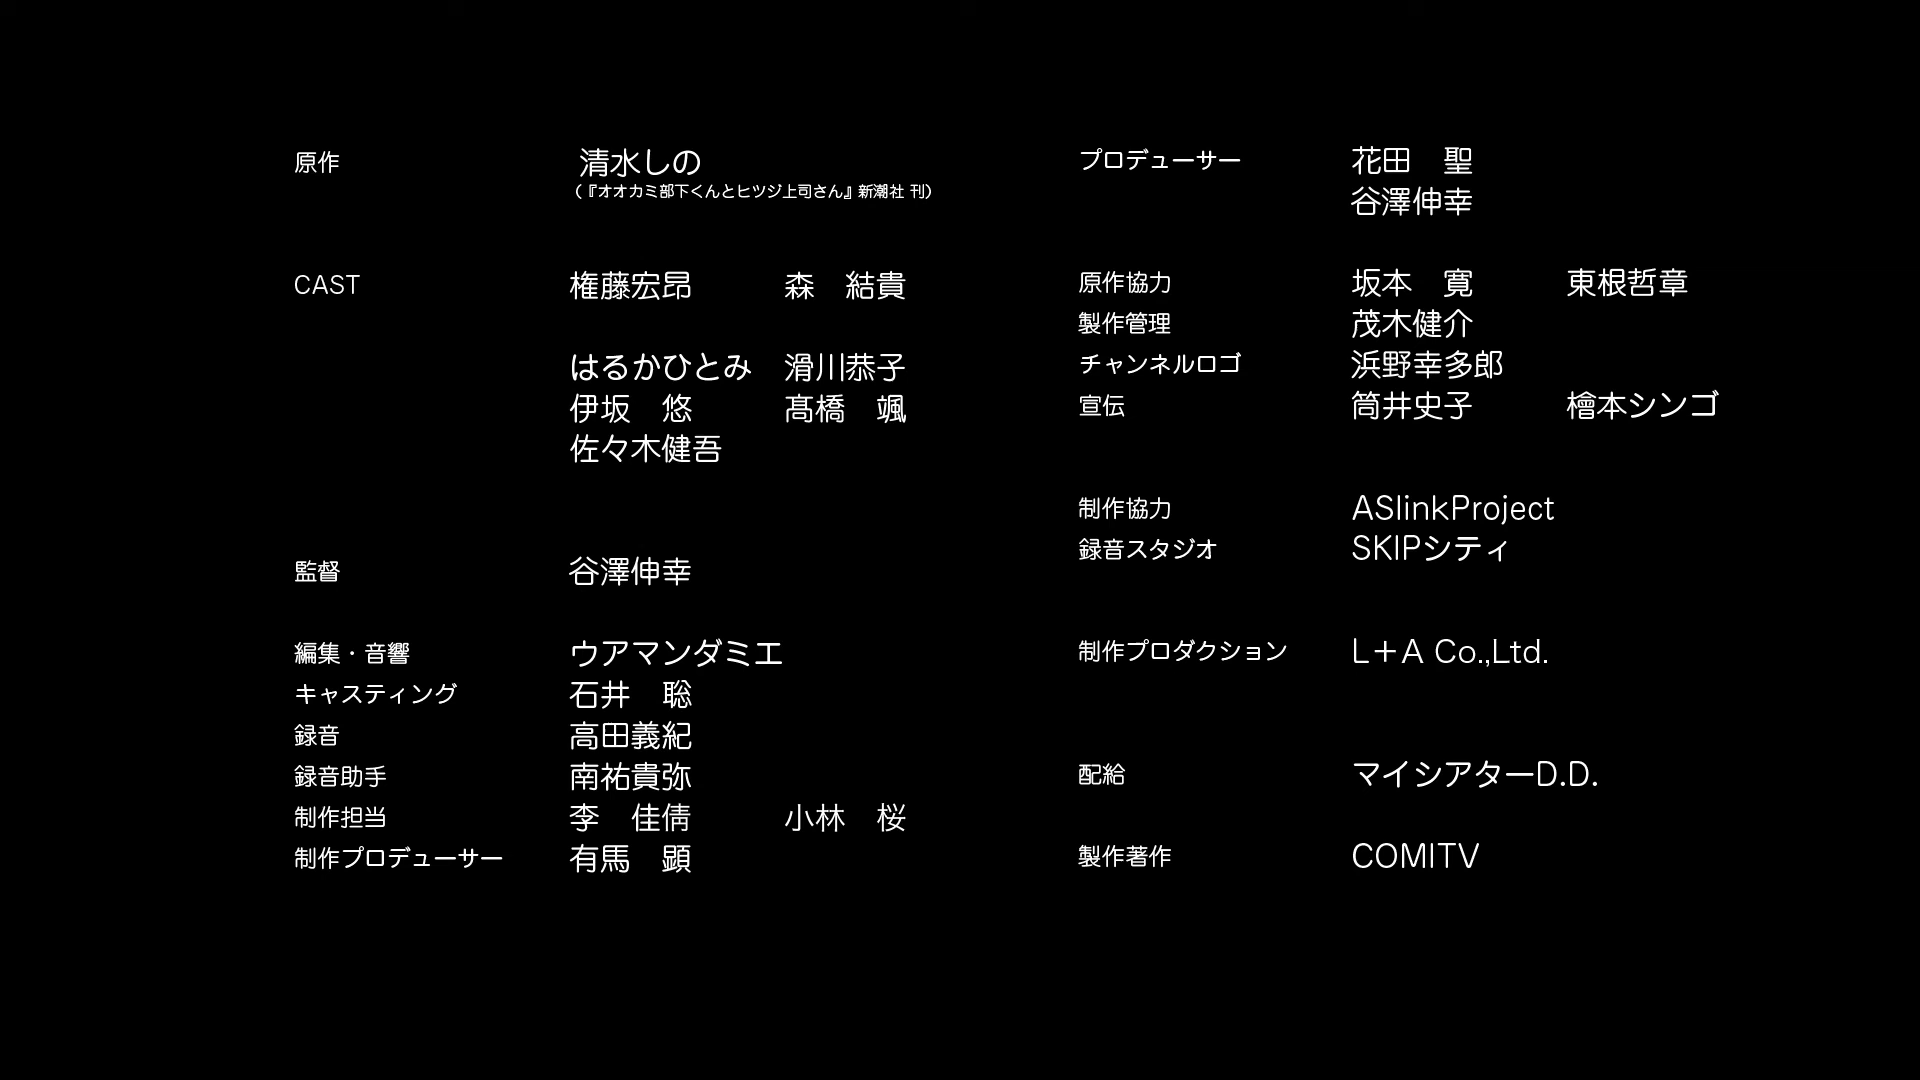 原作　清水しの
（『オオカミ部下くんとヒツジ上司さん』新潮社 刊）
CAST　権藤宏昂　森　結貴
はるかひとみ　滑川恭子
伊坂　悠　髙橋　颯
佐々木健吾
監督　谷澤伸幸
編集・音響　ウアマンダミエ
キャスティング　石井　聡
録音　高田義紀
録音助手　南祐貴弥
制作担当　李　佳倩　小林　桜
制作プロデューサー　有馬　顕
プロデューサー　花田　聖
谷澤伸幸
原作協力　坂本　寛　東根哲章
製作管理　茂木健介
チャンネルロゴ　浜野幸多郎
宣伝　筒井史子　檜本シンゴ
制作協力　ASlinkProject
録音スタジオ　SKIPシティ
制作プロダクション　L＋A Co.,Ltd.
配給　マイシアターD.D.
製作著作　COMITV